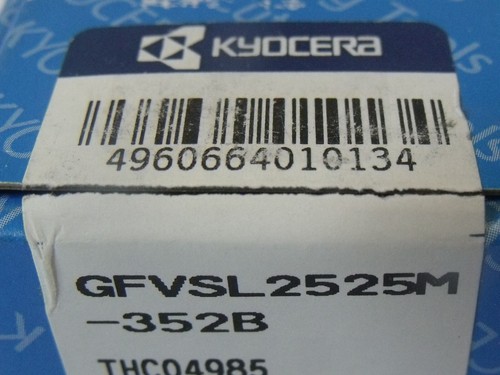 KYOCERA
4960664010134
GFVSL2525M
-352B
THC04985